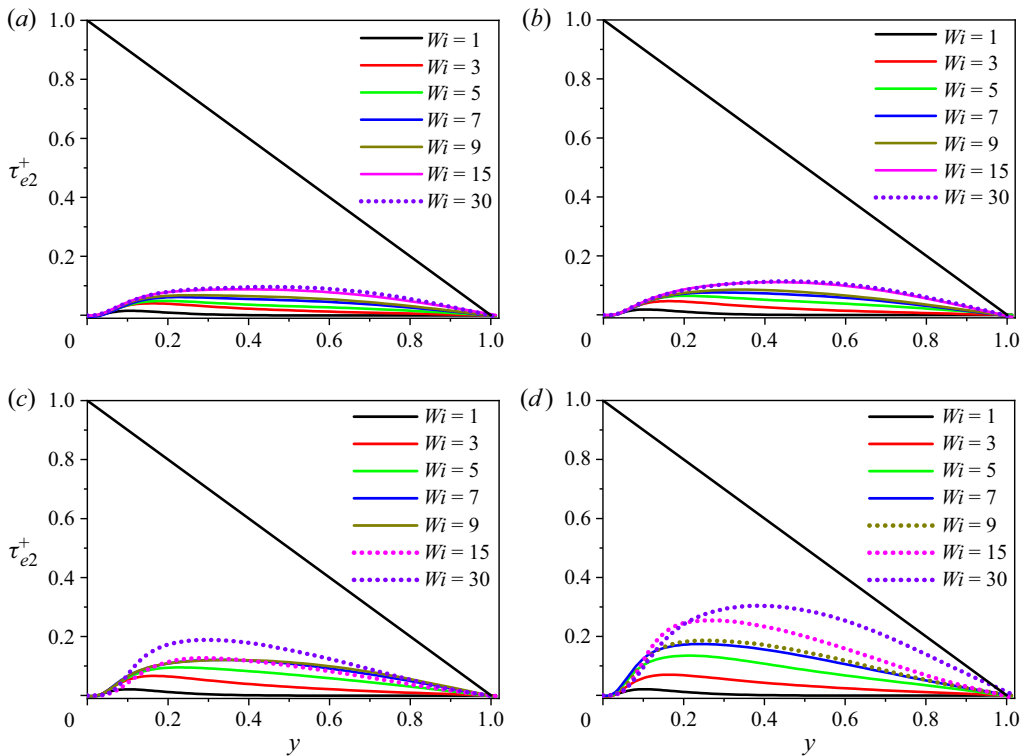 (a)
1.0
0.8
0.6
0.4
0.2
0
0.2
0.4
0.6
0.8
1.0
τ+e2
Wi = 1
Wi = 3
Wi = 5
Wi = 7
Wi = 9
Wi = 15
Wi = 30
(b)
1.0
0.8
0.6
0.4
0.2
0
0.2
0.4
0.6
0.8
1.0
Wi = 1
Wi = 3
Wi = 5
Wi = 7
Wi = 9
Wi = 15
Wi = 30
(c)
1.0
0.8
0.6
0.4
0.2
0
0.2
0.4
0.6
0.8
1.0
τ+e2
y
Wi = 1
Wi = 3
Wi = 5
Wi = 7
Wi = 9
Wi = 15
Wi = 30
(d)
1.0
0.8
0.6
0.4
0.2
0
0.2
0.4
0.6
0.8
1.0
y
Wi = 1
Wi = 3
Wi = 5
Wi = 7
Wi = 9
Wi = 15
Wi = 30